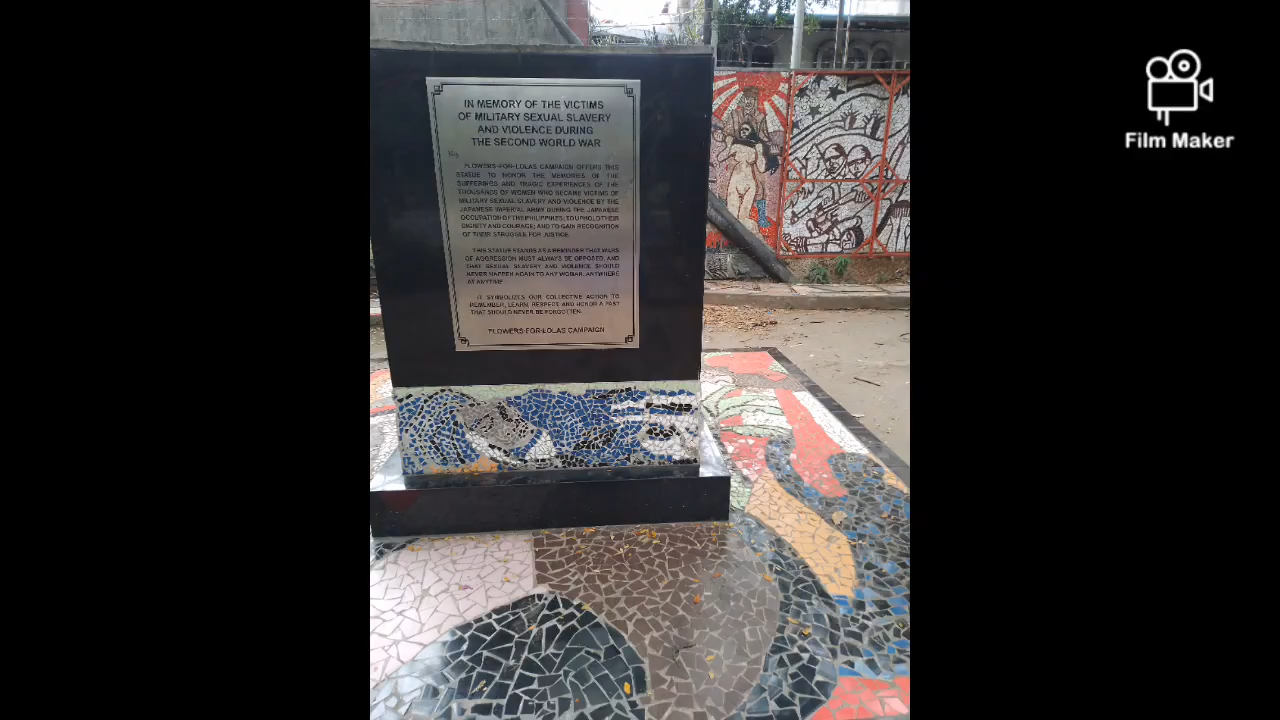 IN MEMORY OF THE VICTIMS
OF MILITARY SEXUAL SLAVERY
AND VIOLENCE DURING
THE SECOND WORLD WAR
FLOWERS-FOR-LOLAS CAMPAIGN OFFERS THIS
STATUE TO HONOR THE MEMORIES OF THE
SUFFERINGS AND TRAGIC EXPERIENCES OF THE
THOUSANDS OF WOMEN WHO BECAME VICTIMS OF
MILITARY SEXUAL SLAVERY AND VIOLENCE BY THE
JAPANESE IMPERIAL ARMY DURING THE JAPANESE
OCCUPATION OF THE PHILIPPINES; TO UPHOLD THEIR
DIGNITY AND COURAGE; AND TO GAIN RECOGNITION
OF THEIR STRUGGLE FOR JUSTICE.
THIS STATUE STANDS AS A REMINDER THAT WARS
OF AGGRESSION MUST ALWAYS BE OPPOSED, AND
THAT SEXUAL SLAVERY AND VIOLENCE SHOULD
NEVER HAPPEN AGAIN TO ANY WOMAN, ANYWHERE
AT ANYTIME.
IT SYMBOLIZES OUR COLLECTIVE ACTION TO
REMEMBER, LEARN, RESPECT, AND HONOR A PAST
THAT SHOULD NEVER BE FORGOTTEN.
FLOWERS-FOR-LOLAS CAMPAIGN
Film Maker